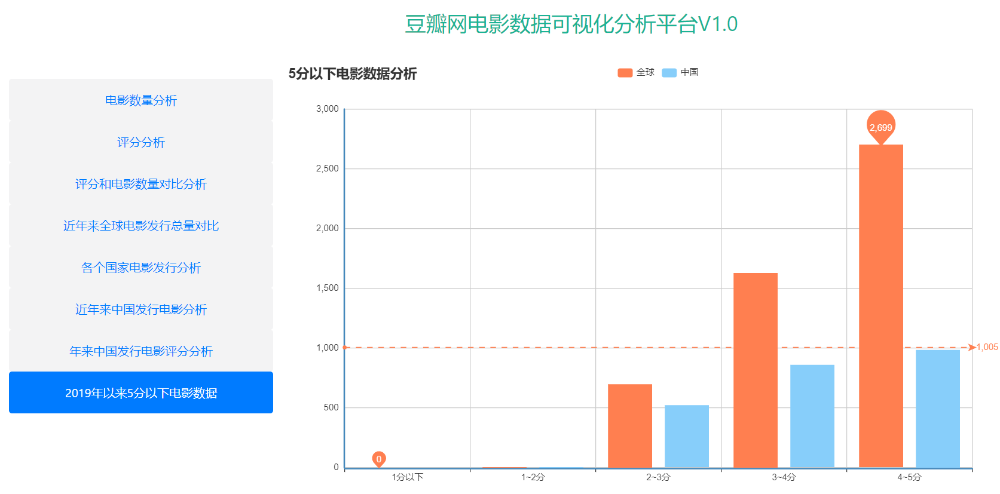 豆瓣网电影数据可视化分析平台V1.0
电影数量分析
评分分析
评分和电影数量对比分析
近年来全球电影发行总量对比
各个国家电影发行分析
近年来中国发行电影分析
年来中国发行电影评分分析
2019年以来5分以下电影数据
5分以下电影数据分析
全球 中国
3,000
2,699
2,500
2,000
1,500
1,000
1,005
500
0
0
1分以下 1~2分 2~3分 3~4分 4~5分